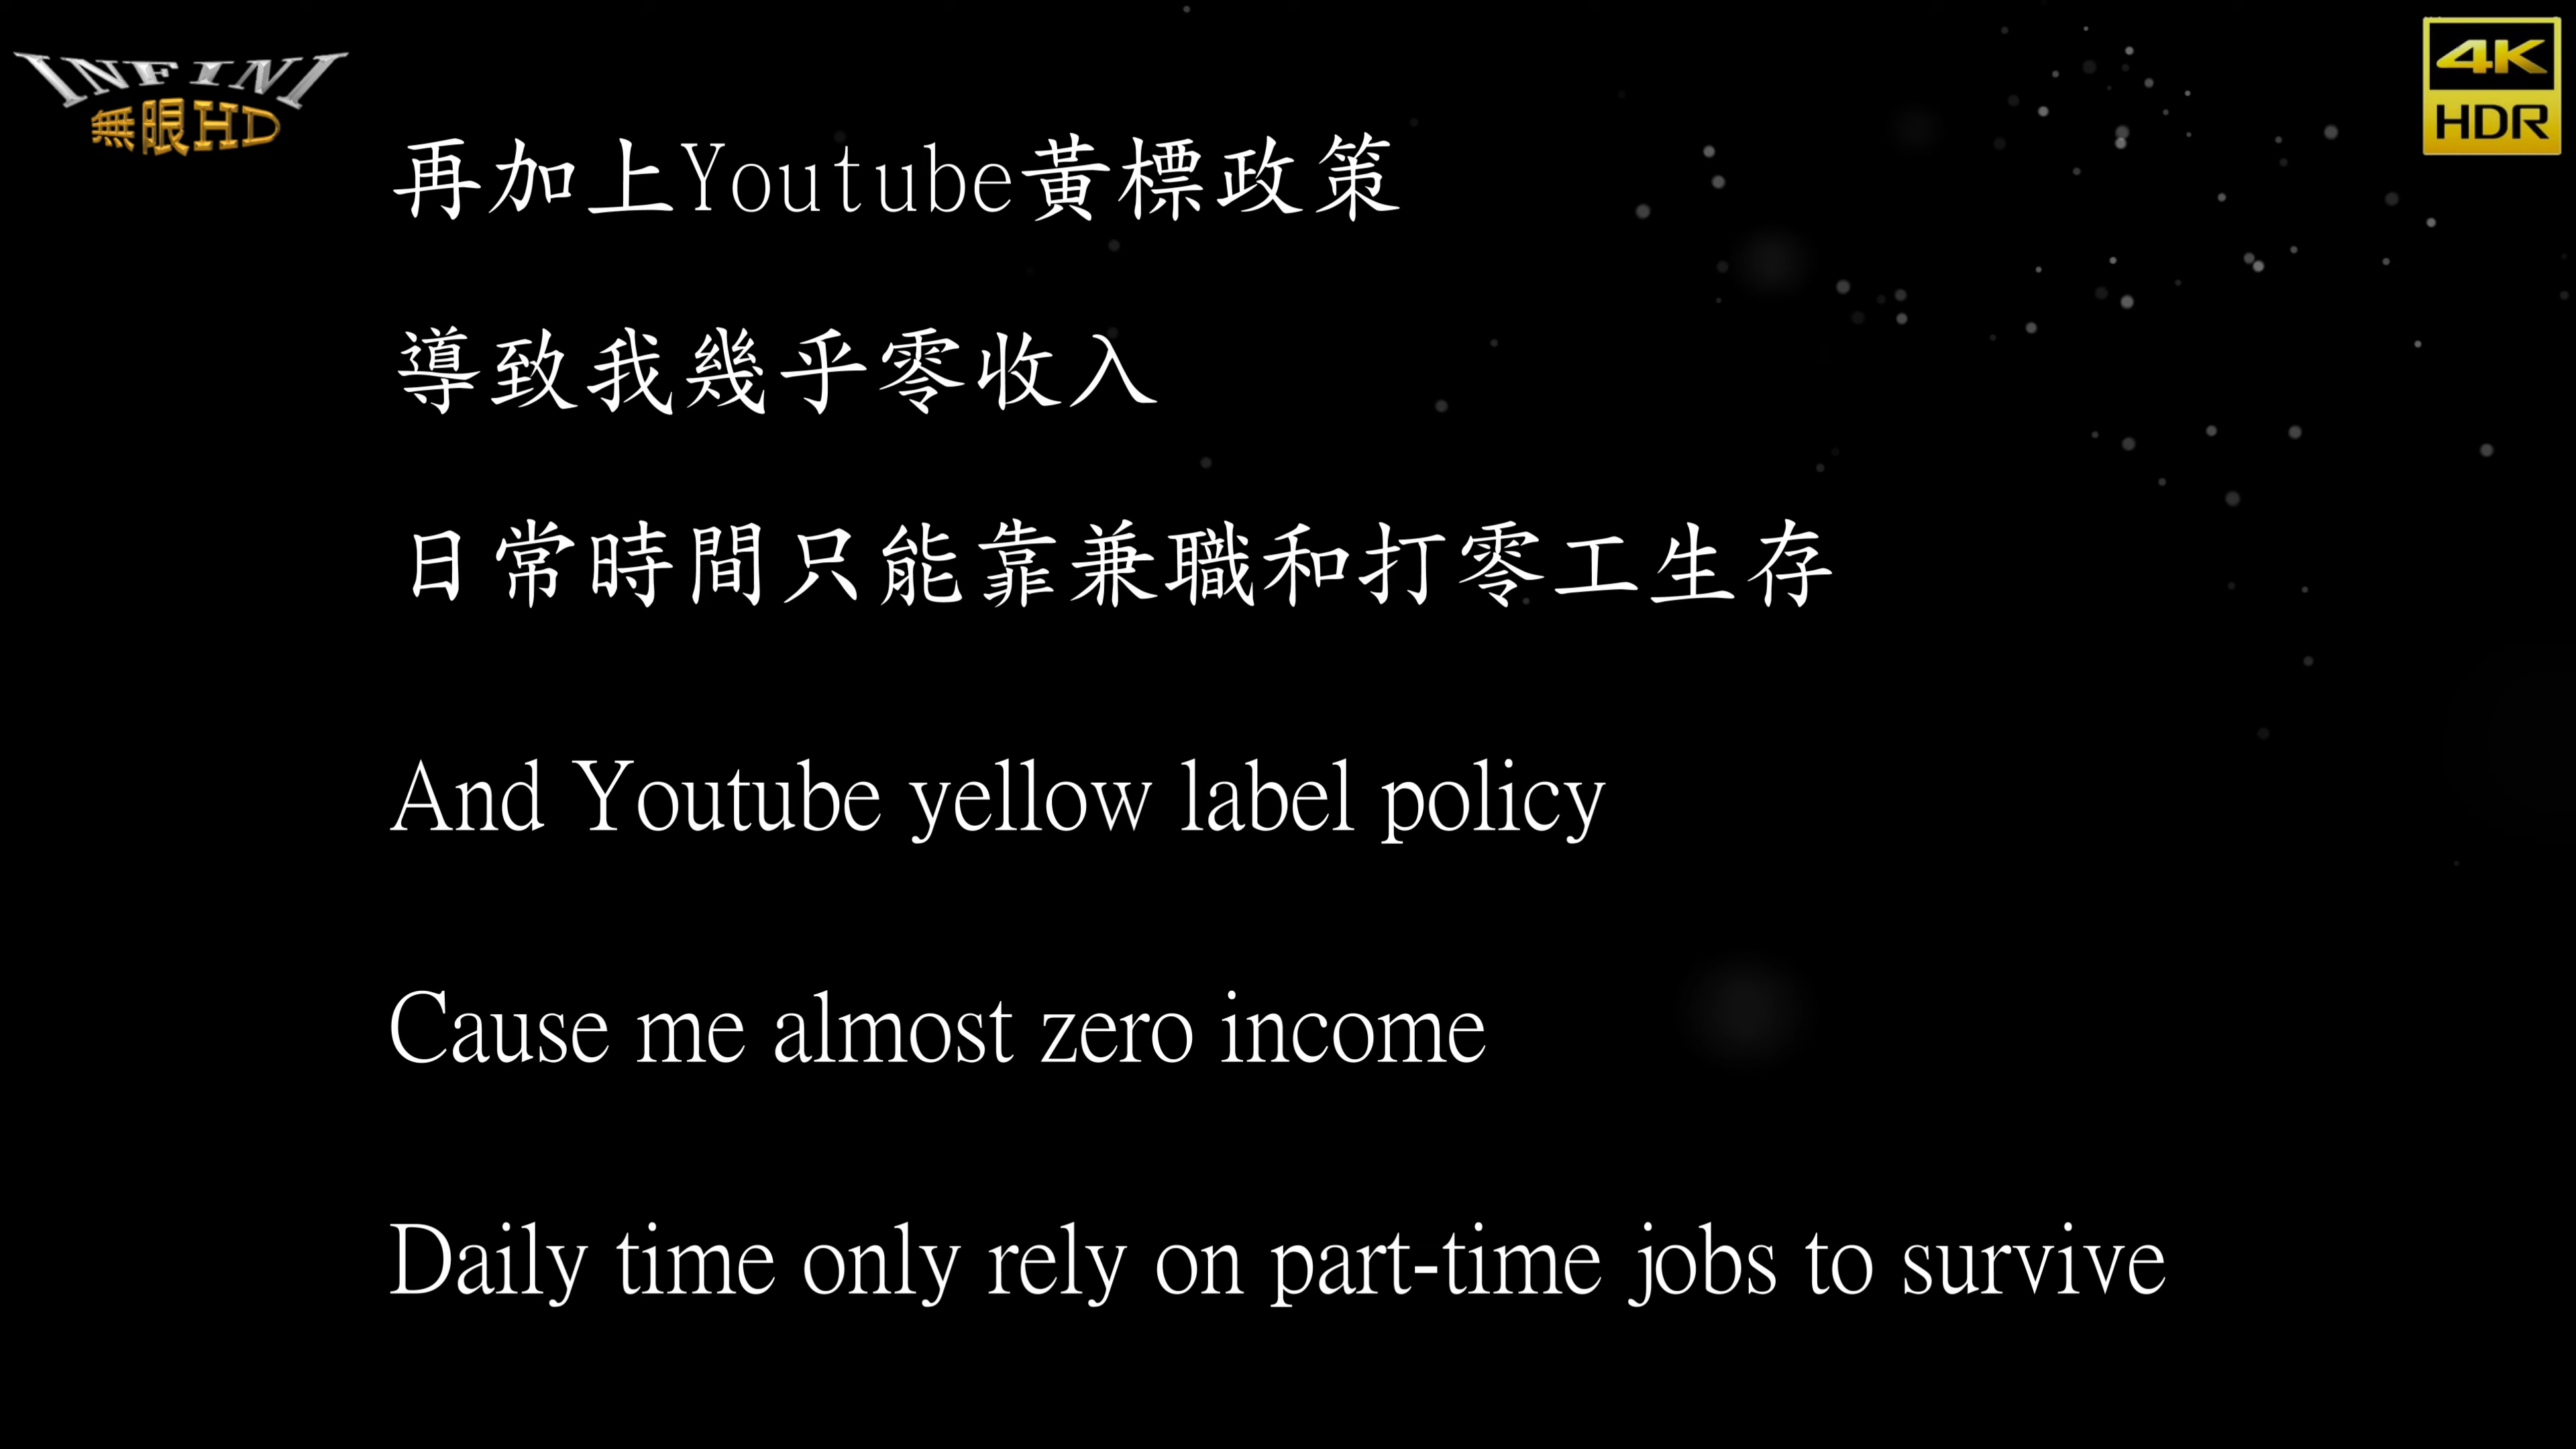 INFINI
無限HD
4K
HDR
再加上Youtube黃標政策
導致我幾乎零收入
日常時間只能靠兼職和打零工生存
And Youtube yellow label policy
Cause me almost zero income
Daily time only rely on part-time jobs to survive